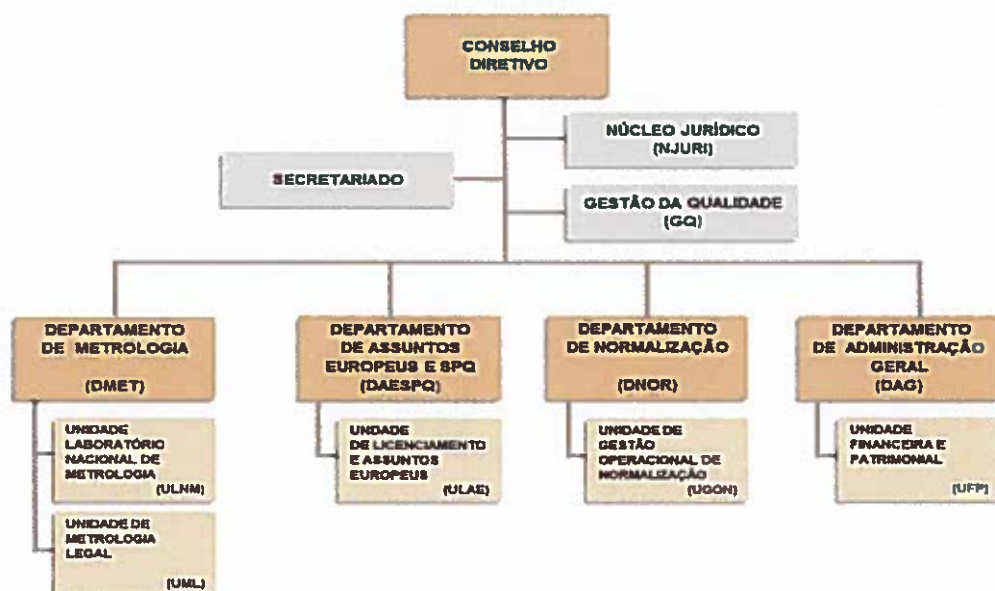 CONSELHO
DIRETIVO
NÚCLEO JURÍDICO
(NJURI)
SECRETARIADO
GESTÃO DA QUALIDADE
(GQ)
DEPARTAMENTO
DE METROLOGIA
(DMET)
UNIDADE
LABORATÓRIO
NACIONAL DE
METROLOGIA
(ULNM)
UNIDADE DE
METROLOGIA
LEGAL
(UML)
DEPARTAMENTO
DE ASSUNTOS
EUROPEUS E SPQ
(DAESPQ)
UNIDADE
DE LICENCIAMENTO
E ASSUNTOS
EUROPEUS
(ULAE)
DEPARTAMENTO
DE NORMALIZAÇÃO
(DNOR)
UNIDADE DE
GESTÃO
OPERACIONAL DE
NORMALIZAÇÃO
(UGON)
DEPARTAMENTO
DE ADMINISTRAÇÃO
GERAL
(DAG)
UNIDADE
FINANCEIRA E
PATRIMONIAL
(UFP)